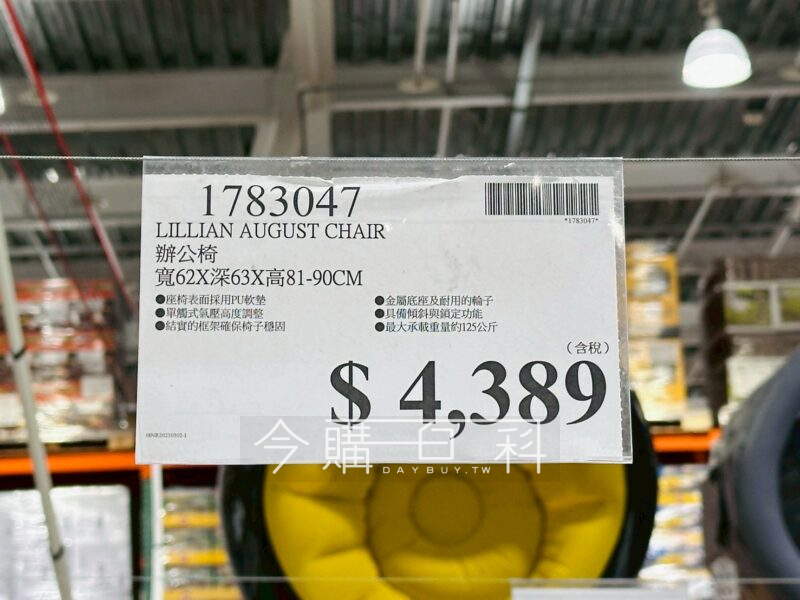 1783047
*1783047*
LILLIAN AUGUST CHAIR
辦公椅
寬62X深63X高81-90CM
●座椅表面採用PU軟墊
●單觸式氣壓高度調整
●結實的框架確保椅子穩固
●金屬底座及耐用的輪子
●具備傾斜與鎖定功能
●最大承載重量約125公斤
(含稅)
$ 4,389
今購百科
DAYBUY.TW